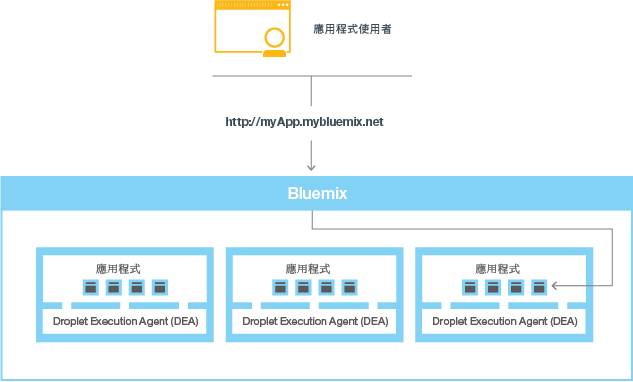 應用程式使用者
http://myApp.mybluemix.net
Bluemix
應用程式
應用程式
應用程式
Droplet Execution Agent (DEA)
Droplet Execution Agent (DEA)
Droplet Execution Agent (DEA)